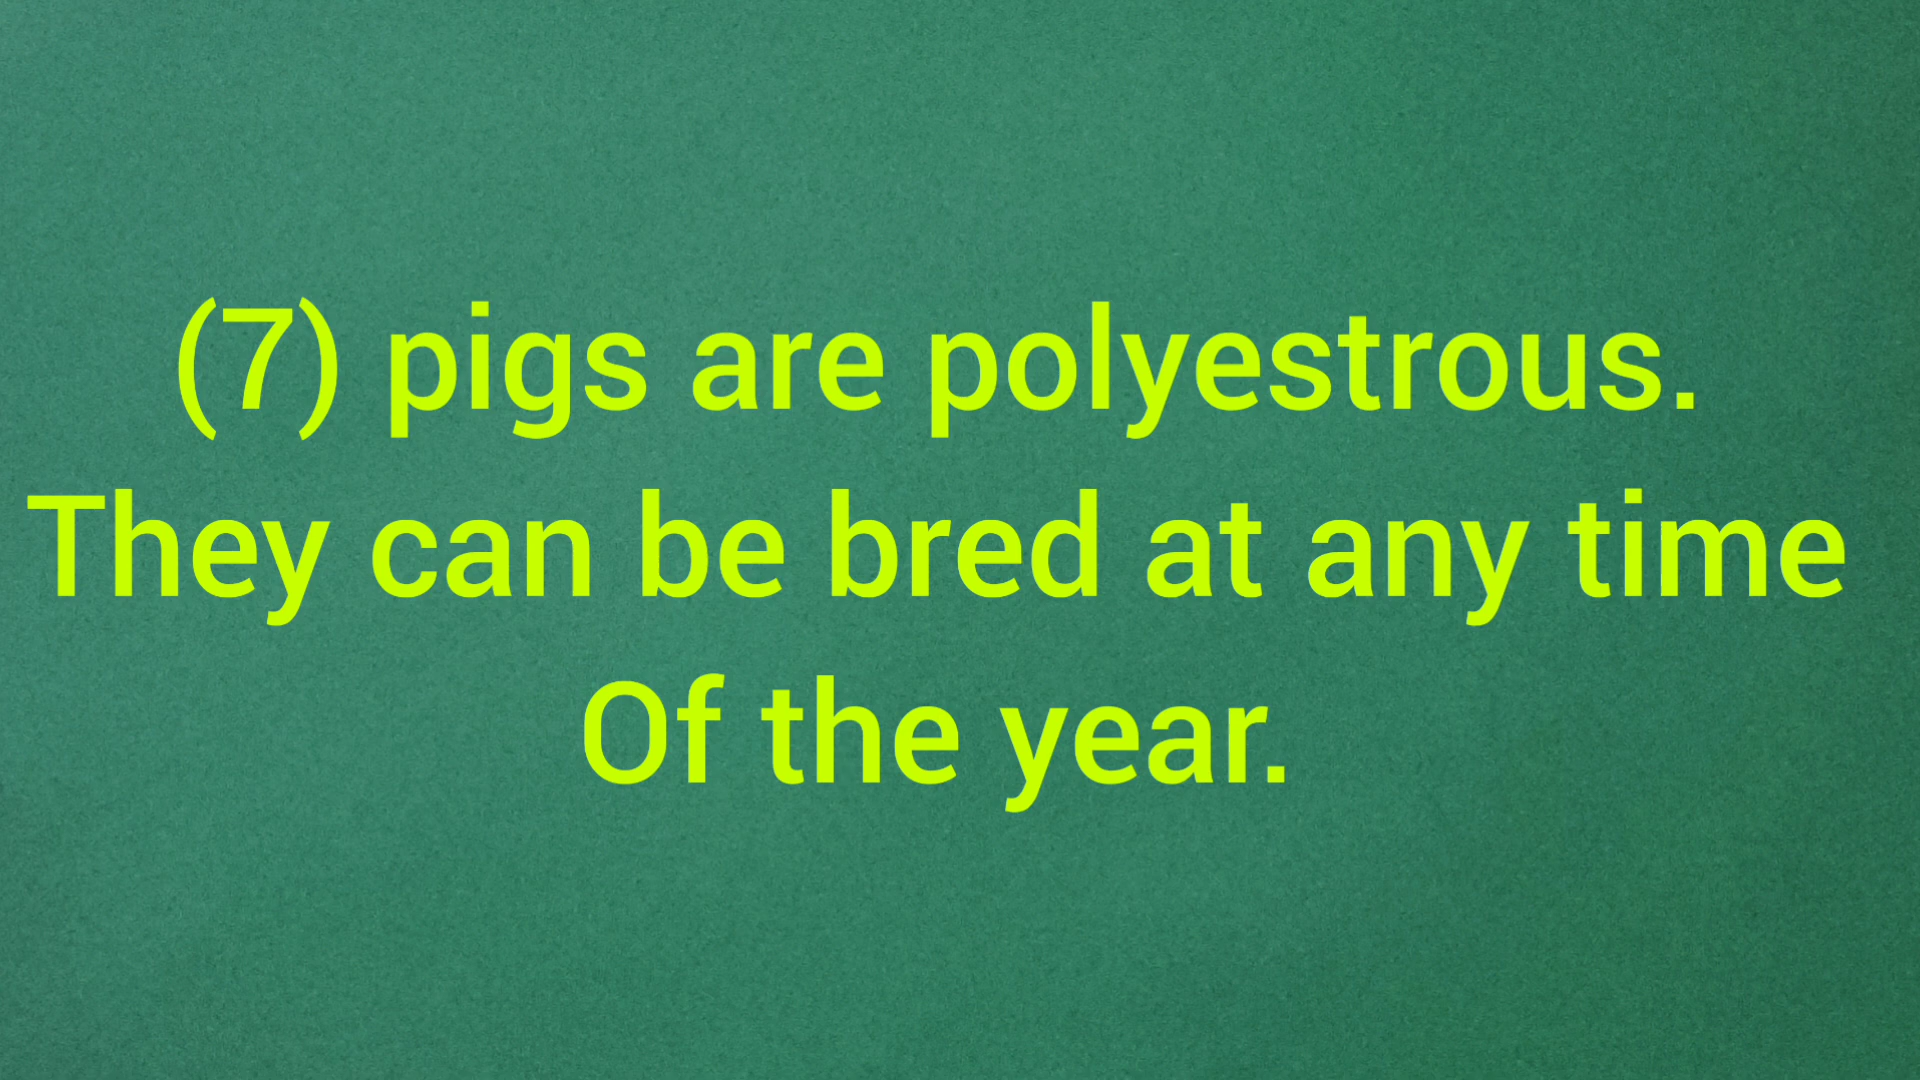 (7) pigs are polyestrous.
They can be bred at any time
Of the year.